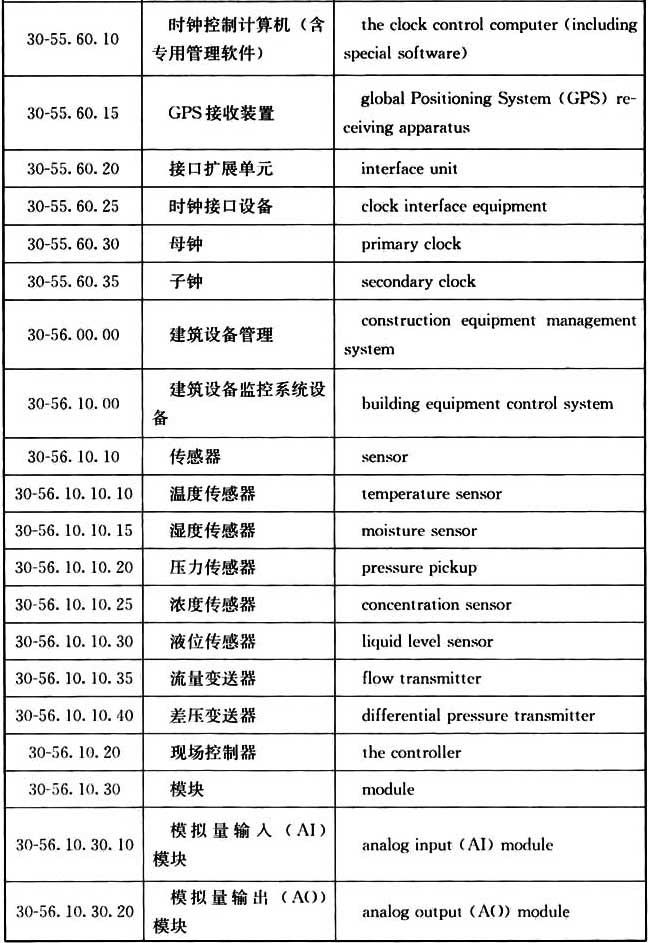 30-55.60.10 时钟控制计算机（含 the clock control computer (including
专用管理软件） special software)
30-55.60.15 GPS接收装置 global Positioning System (GPS) re-
ceiving apparatus
30-55.60.20 接口扩展单元 interface unit
30-55.60.25 时钟接口设备 clock interface equipment
30-55.60.30 母钟 primary clock
30-55.60.35 子钟 secondary clock
30-56.00.00 建筑设备管理 construction equipment management
system
30-56.10.00 建筑设备监控系统设 building equipment control system
备
30-56.10.10 传感器 sensor
30-56.10.10.10 温度传感器 temperature sensor
30-56.10.10.15 湿度传感器 moisture sensor
30-56.10.10.20 压力传感器 pressure pickup
30-56.10.10.25 浓度传感器 concentration sensor
30-56.10.10.30 液位传感器 liquid level sensor
30-56.10.10.35 流量变送器 flow transmitter
30-56.10.10.40 差压变送器 differential pressure transmitter
30-56.10.20 现场控制器 the controller
30-56.10.30 模块 module
30-56.10.30.10 模拟量输入（AI） analog input (AI) module
模块
30-56.10.30.20 模拟量输出（AO） analog output (AO) module
模块